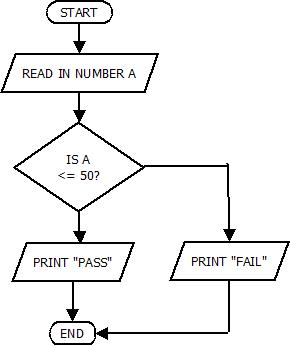 START
READ IN NUMBER A
IS A
<= 50?
PRINT "PASS"
PRINT "FAIL"
END